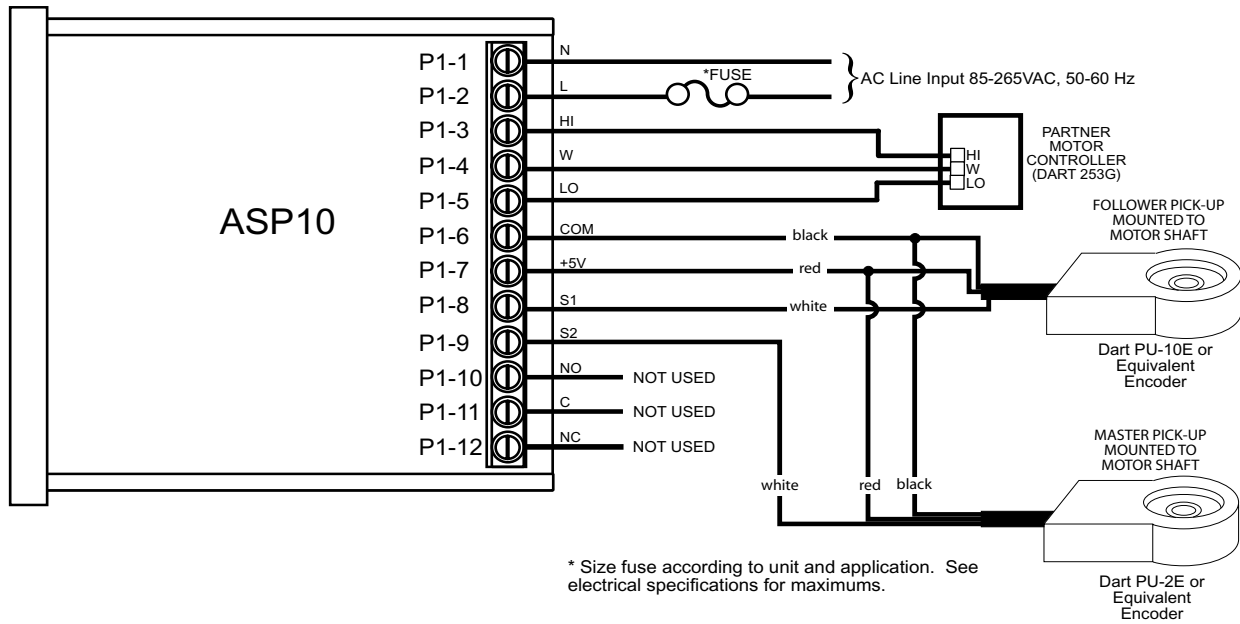 ASP10
P1-1
P1-2
P1-3
P1-4
P1-5
P1-6
P1-7
P1-8
P1-9
P1-10
P1-11
P1-12
N
L
HI
W
LO
COM
+5V
S1
S2
NO
C
NC
*FUSE
AC Line Input 85-265VAC, 50-60 Hz
HI
W
LO
PARTNER
MOTOR
CONTROLLER
(DART 253G)
black
red
white
NOT USED
NOT USED
NOT USED
FOLLOWER PICK-UP
MOUNTED TO
MOTOR SHAFT
Dart PU-10E or
Equivalent
Encoder
white
red
black
MASTER PICK-UP
MOUNTED TO
MOTOR SHAFT
Dart PU-2E or
Equivalent
Encoder
* Size fuse according to unit and application. See
electrical specifications for maximums.